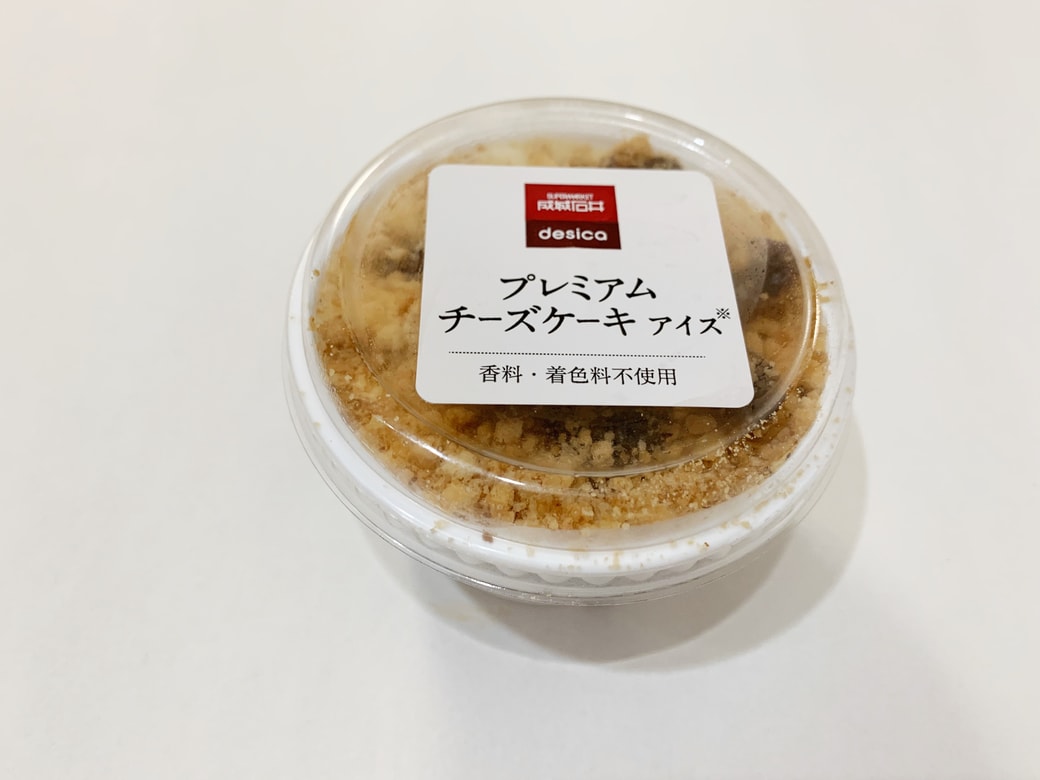 SUPERMARKET
成城石井
desica
プレミアム
チーズケーキ アイス※
香料・着色料不使用